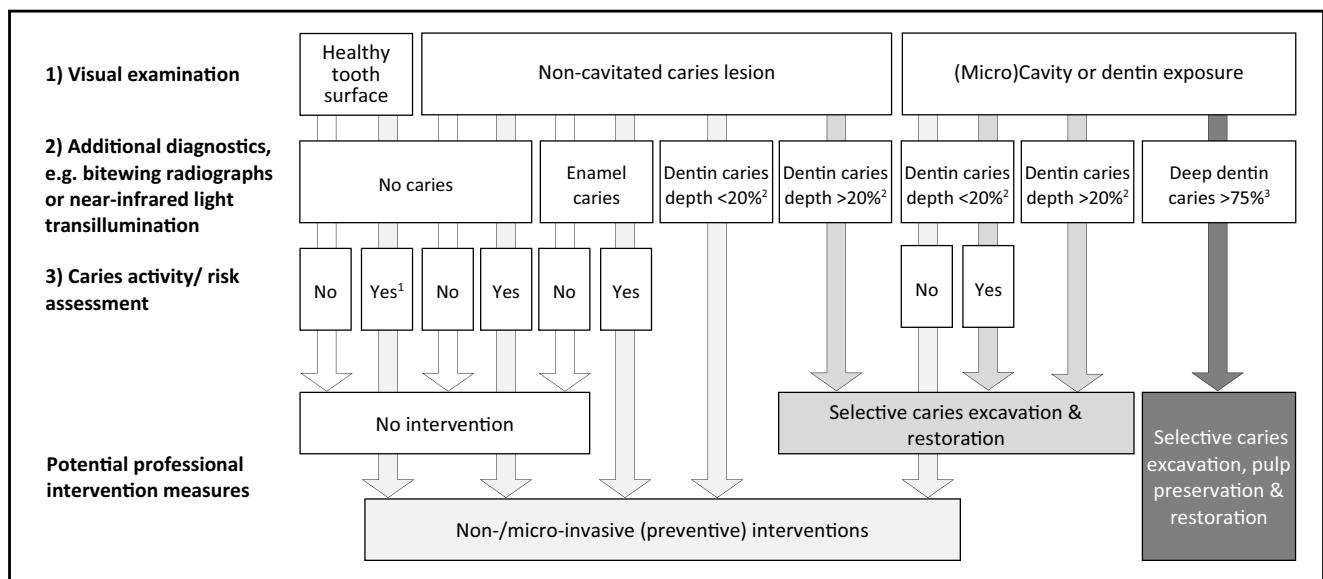 1) Visual examination
Healthy
tooth
surface
Non-cavitated caries lesion
(Micro)Cavity or dentin exposure
2) Additional diagnostics,
e.g. bitewing radiographs
or near-infrared light
transillumination
No caries
Enamel
caries
Dentin caries
depth <20%²
Dentin caries
depth >20%²
Dentin caries
depth <20%²
Dentin caries
depth >20%²
Deep dentin
caries >75%³
3) Caries activity/ risk
assessment
No
Yes¹
No
Yes
No
Yes
No
Yes
Potential professional
intervention measures
No intervention
Selective caries excavation &
restoration
Selective caries
excavation, pulp
preservation &
restoration
Non-/micro-invasive (preventive) interventions